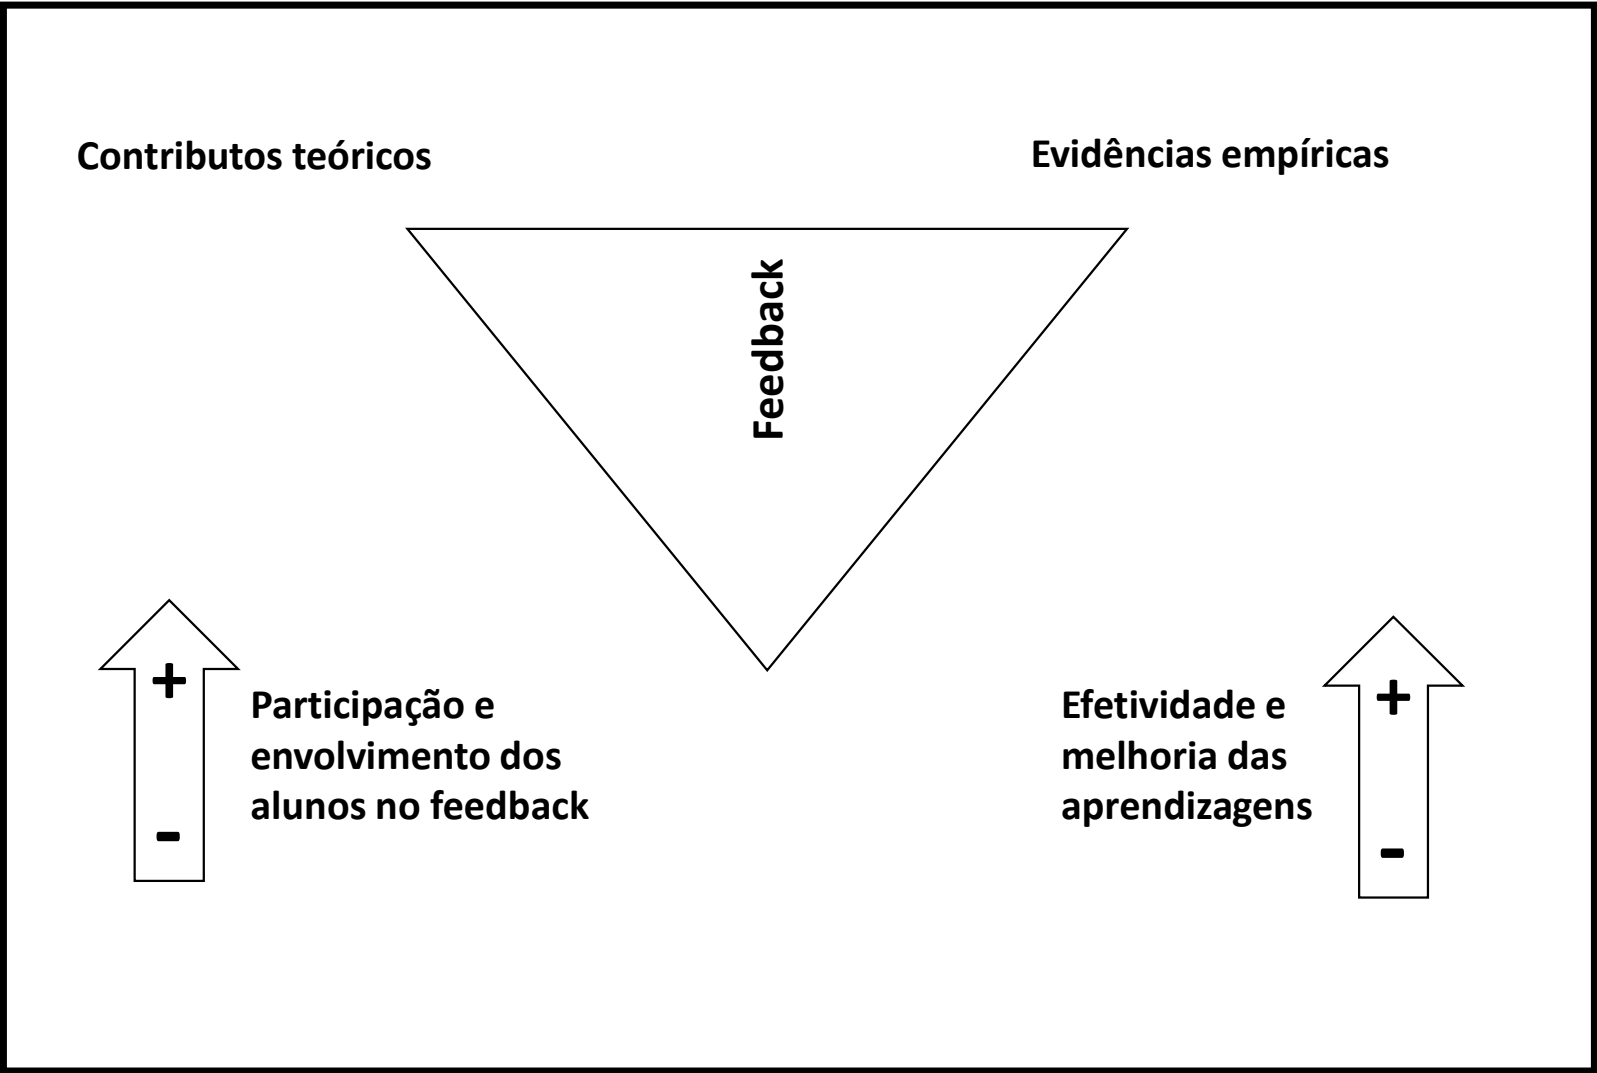 Contributos teóricos
Evidências empíricas
Feedback
+
-
Participação e
envolvimento dos
alunos no feedback
Efetividade e
melhoria das
aprendizagens
+
-